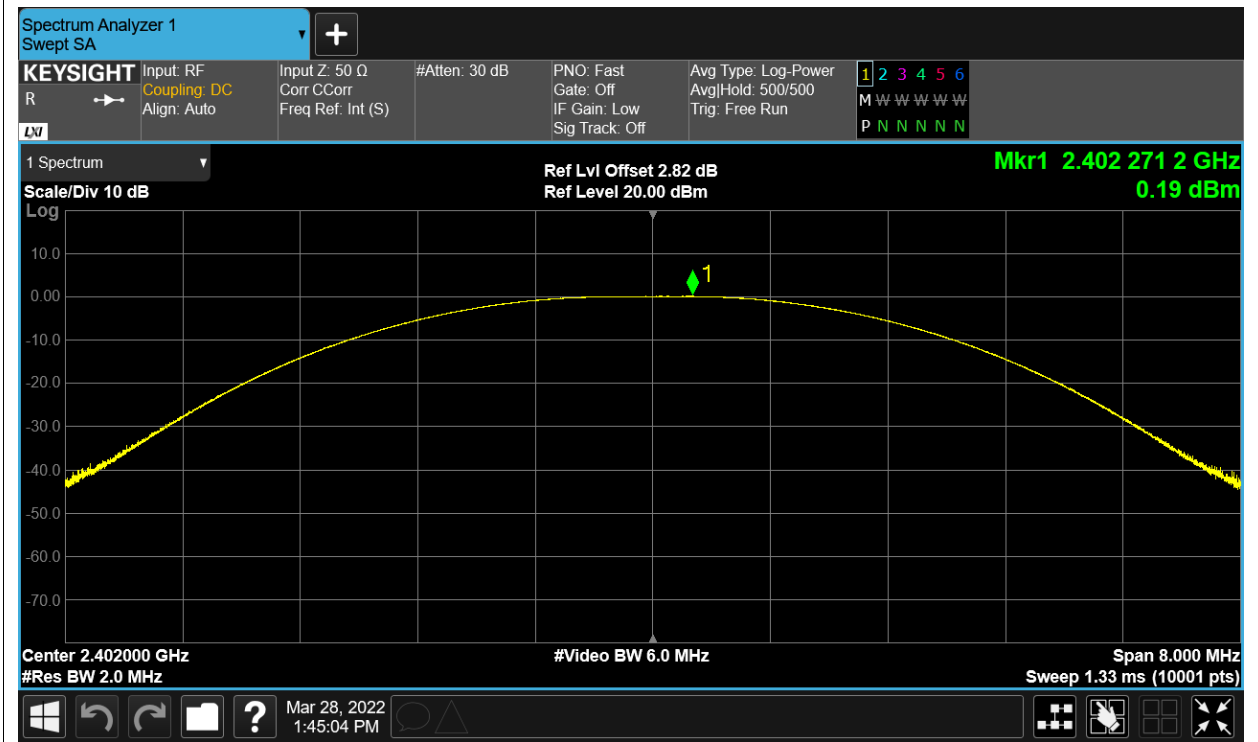 Spectrum Analyzer 1
Swept SA
+
KEYSIGHT
R
LXI
Input: RF
Coupling: DC
Align: Auto
Input Z: 50 Ω
Corr CCorr
Freq Ref: Int (S)
#Atten: 30 dB
PNO: Fast
Gate: Off
IF Gain: Low
Sig Track: Off
Avg Type: Log-Power
Avg|Hold: 500/500
Trig: Free Run
1 2 3 4 5 6
M W W W W W
P N N N N N
1 Spectrum
Scale/Div 10 dB
Log
Ref Lvl Offset 2.82 dB
Ref Level 20.00 dBm
Mkr1 2.402 271 2 GHz
0.19 dBm
10.0
1
0.00
-10.0
-20.0
-30.0
-40.0
-50.0
-60.0
-70.0
Center 2.402000 GHz
#Res BW 2.0 MHz
#Video BW 6.0 MHz
Span 8.000 MHz
Sweep 1.33 ms (10001 pts)
?
Mar 28, 2022
1:45:04 PM